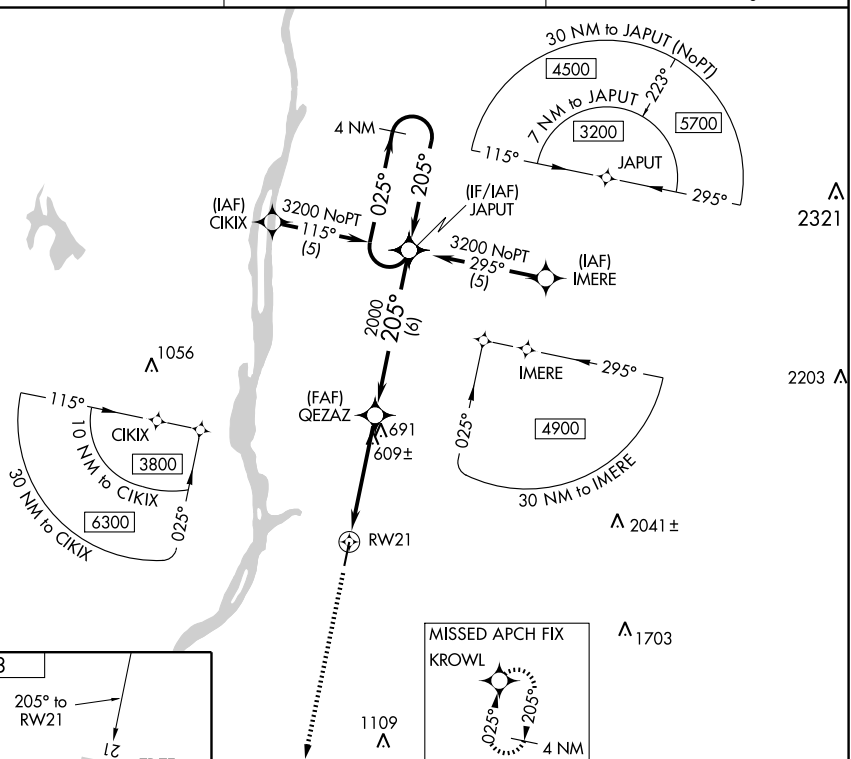 30 NM to JAPUT (NoPT)
4500
223°
7 NM to JAPUT
3200
5700
115°
JAPUT
295°
4 NM
025°
205°
(IF/IAF)
JAPUT
2321
(IAF)
CIKIX
3200 NoPT
115°
(5)
3200 NoPT
295°
(5)
(IAF)
IMERE
2000
205°
(6)
1056
IMERE
295°
2203
115°
CIKIX
10 NM to CIKIX
3800
30 NM to CIKIX
6300
025°
(FAF)
QEZAZ
691
609±
025°
4900
30 NM to IMERE
2041±
RW21
1703
MISSED APCH FIX
KROWL
025°
205°
4 NM
205° to
RW21
21
1109